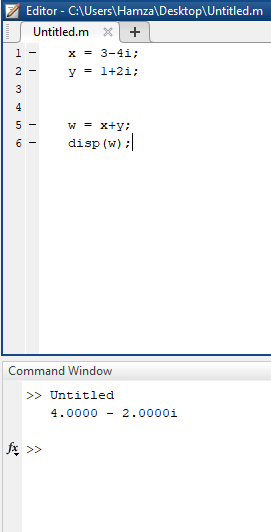 Editor - C:\Users\Hamza\Desktop\Untitled.m
Untitled.m × +
1 - x = 3-4i;
2 - y = 1+2i;
3
4
5 - w = x+y;
6 - disp(w);
Command Window
>> Untitled
4.0000 - 2.0000i
fx >>